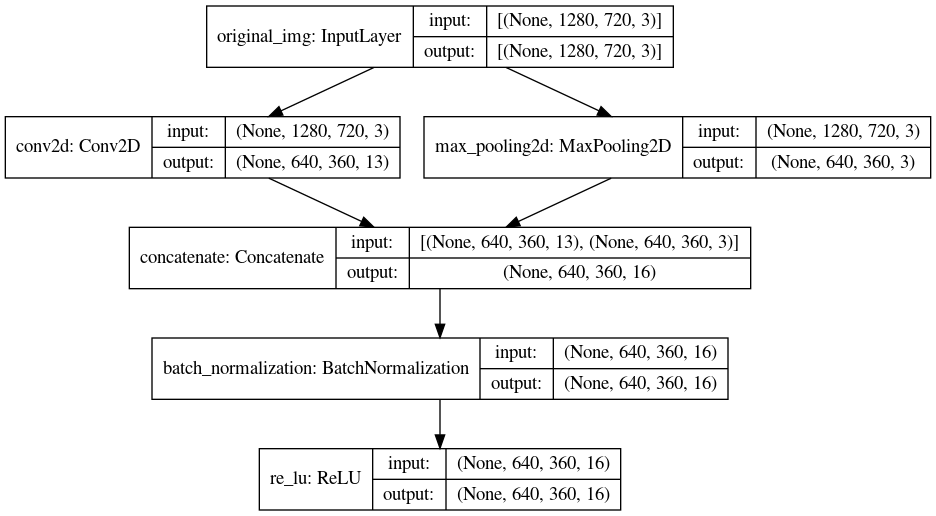 original_img: InputLayer
input:
[(None, 1280, 720, 3)]
output:
[(None, 1280, 720, 3)]
conv2d: Conv2D
input:
(None, 1280, 720, 3)
output:
(None, 640, 360, 13)
max_pooling2d: MaxPooling2D
input:
(None, 1280, 720, 3)
output:
(None, 640, 360, 3)
concatenate: Concatenate
input:
[(None, 640, 360, 13), (None, 640, 360, 3)]
output:
(None, 640, 360, 16)
batch_normalization: BatchNormalization
input:
(None, 640, 360, 16)
output:
(None, 640, 360, 16)
re_lu: ReLU
input:
(None, 640, 360, 16)
output:
(None, 640, 360, 16)